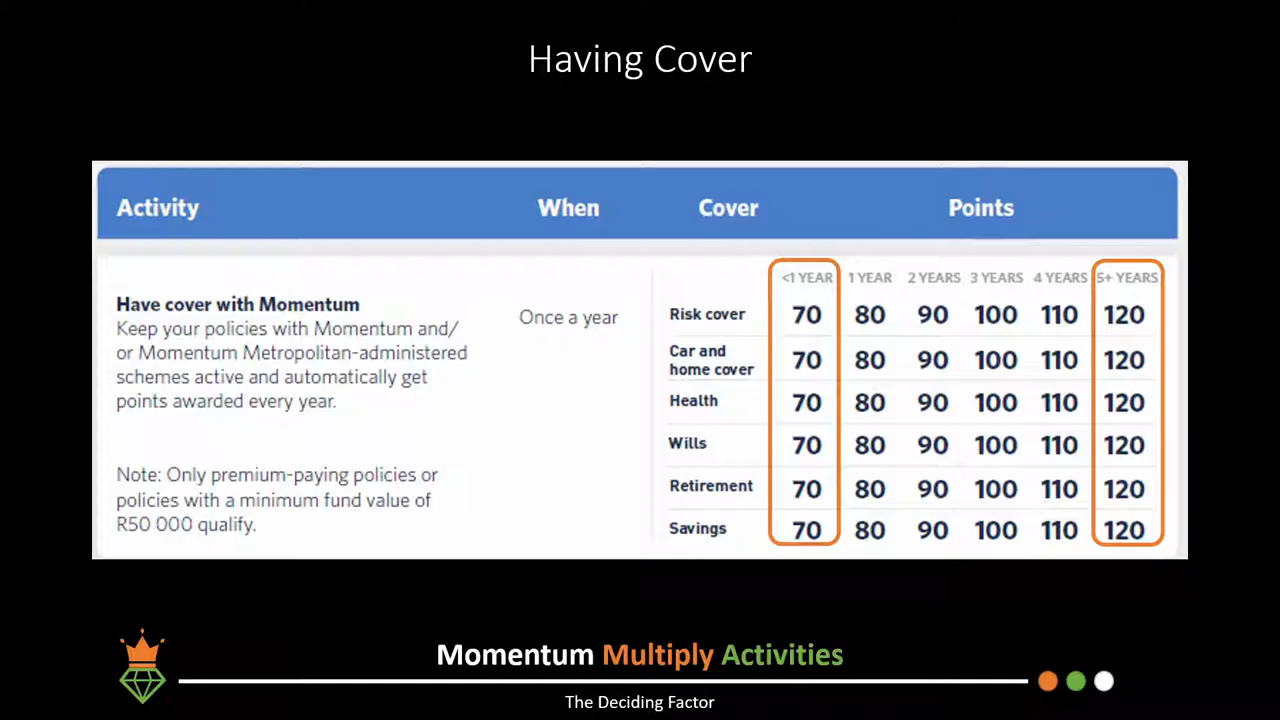 Having Cover
Activity When Cover Points
<1 YEAR 1 YEAR 2 YEARS 3 YEARS 4 YEARS 5+ YEARS
Have cover with Momentum
Keep your policies with Momentum and/
or Momentum Metropolitan-administered
schemes active and automatically get
points awarded every year.
Note: Only premium-paying policies or
policies with a minimum fund value of
R50 000 qualify.
Once a year
Risk cover 70 80 90 100 110 120
Car and
home cover 70 80 90 100 110 120
Health 70 80 90 100 110 120
Wills 70 80 90 100 110 120
Retirement 70 80 90 100 110 120
Savings 70 80 90 100 110 120
Momentum Multiply Activities
The Deciding Factor